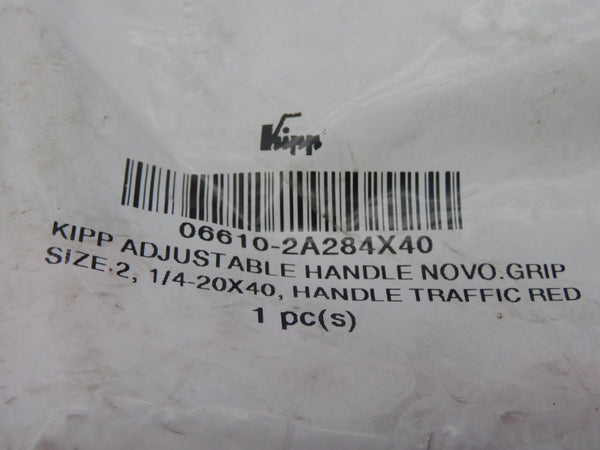 Kipp
06610-2A284X40
KIPP ADJUSTABLE HANDLE NOVO.GRIP
SIZE.2, 1/4-20X40, HANDLE TRAFFIC RED
1 pc(s)